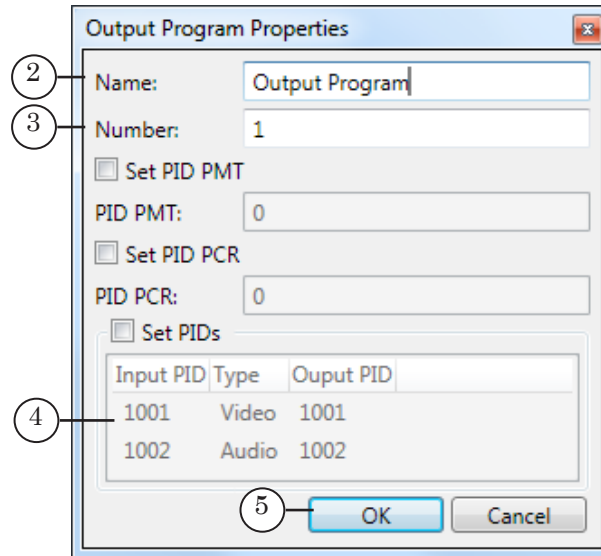 Output Program Properties
2 Name: Output Program
3 Number: 1
Set PID PMT
PID PMT: 0
Set PID PCR
PID PCR: 0
Set PIDs
Input PID Type Ouput PID
4 1001 Video 1001
1002 Audio 1002
5 OK Cancel